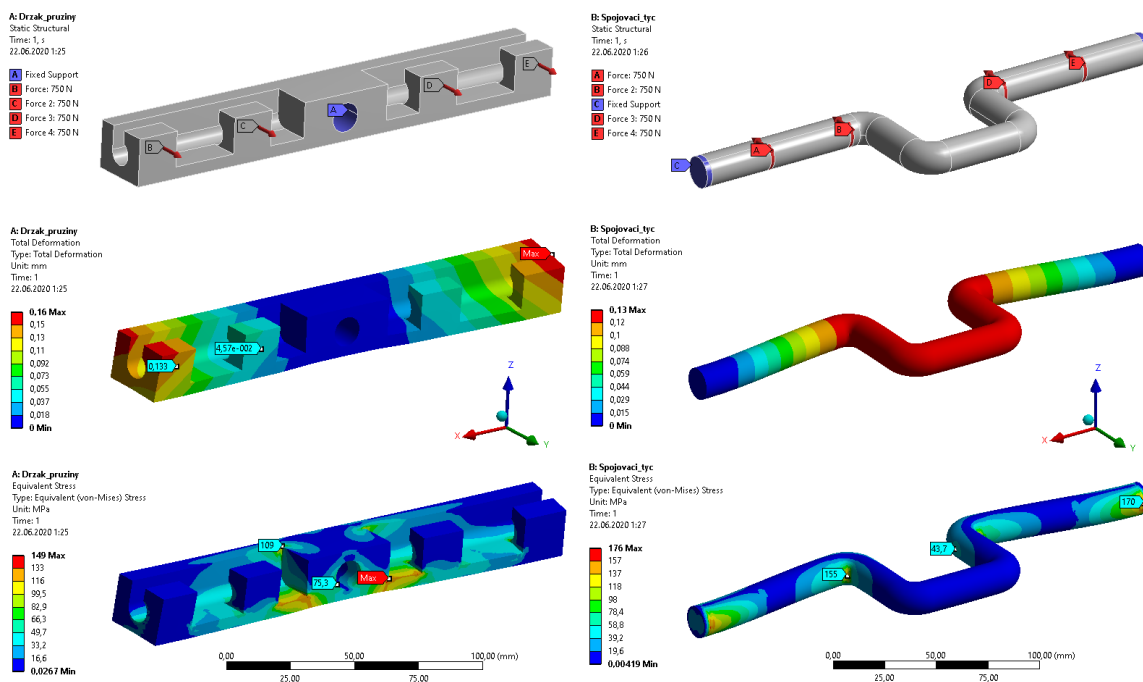 A: Drzak_pruziny
Static Structural
Time: 1, s
22.06.2020 1:25
A Fixed Support
B Force: 750 N
C Force 2: 750 N
D Force 3: 750 N
E Force 4: 750 N
B
C
A
D
E
B: Spojovaci_tyc
Static Structural
Time: 1, s
22.06.2020 1:26
A Force: 750 N
B Force 2: 750 N
C Fixed Support
D Force 3: 750 N
E Force 4: 750 N
C
A
B
D
E
A: Drzak_pruziny
Total Deformation
Type: Total Deformation
Unit: mm
Time: 1
22.06.2020 1:25
0,16 Max
0,15
0,13
0,11
0,092
0,073
0,055
0,037
0,018
0 Min
0,133
4,57e-002
Max
Z
X
Y
B: Spojovaci_tyc
Total Deformation
Type: Total Deformation
Unit: mm
Time: 1
22.06.2020 1:27
0,13 Max
0,12
0,1
0,088
0,074
0,059
0,044
0,029
0,015
0 Min
Z
X
Y
A: Drzak_pruziny
Equivalent Stress
Type: Equivalent (von-Mises) Stress
Unit: MPa
Time: 1
22.06.2020 1:25
149 Max
133
116
99,5
82,9
66,3
49,7
33,2
16,6
0.0267 Min
109
75,3
Max
0,00 50,00 100,00 (mm)
25,00 75,00
B: Spojovaci_tyc
Equivalent Stress
Type: Equivalent (von-Mises) Stress
Unit: MPa
Time: 1
22.06.2020 1:27
176 Max
157
137
118
98
78,4
58,8
39,2
19,6
0.00419 Min
155
43,7
170
0,00 50,00 100,00 (mm)
25,00 75,00